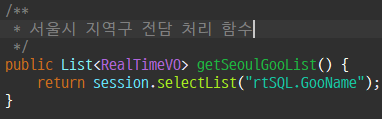 /**
 * 서울시 지역구 전담 처리 함수
 */
public List<RealTimeVO> getSeoulGooList() {
    return session.selectList("rtSQL.GooName");
}